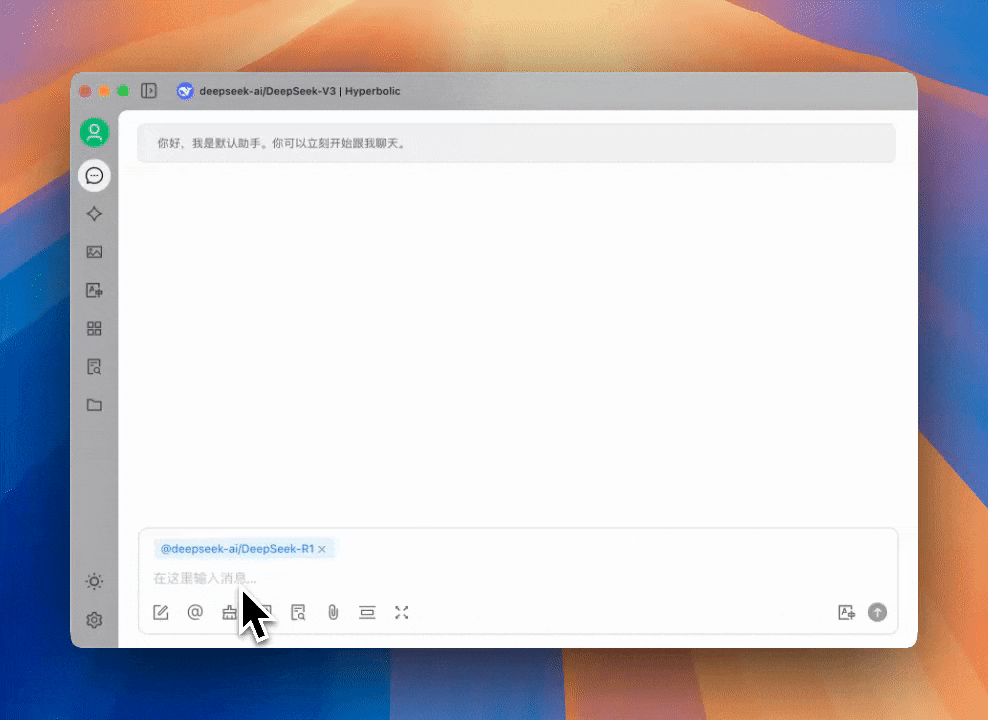 deepseek-ai/DeepSeek-V3 | Hyperbolic
你好，我是默认助手。你可以立刻开始跟我聊天。
@deepseek-ai/DeepSeek-R1 ×
在这里输入消息...